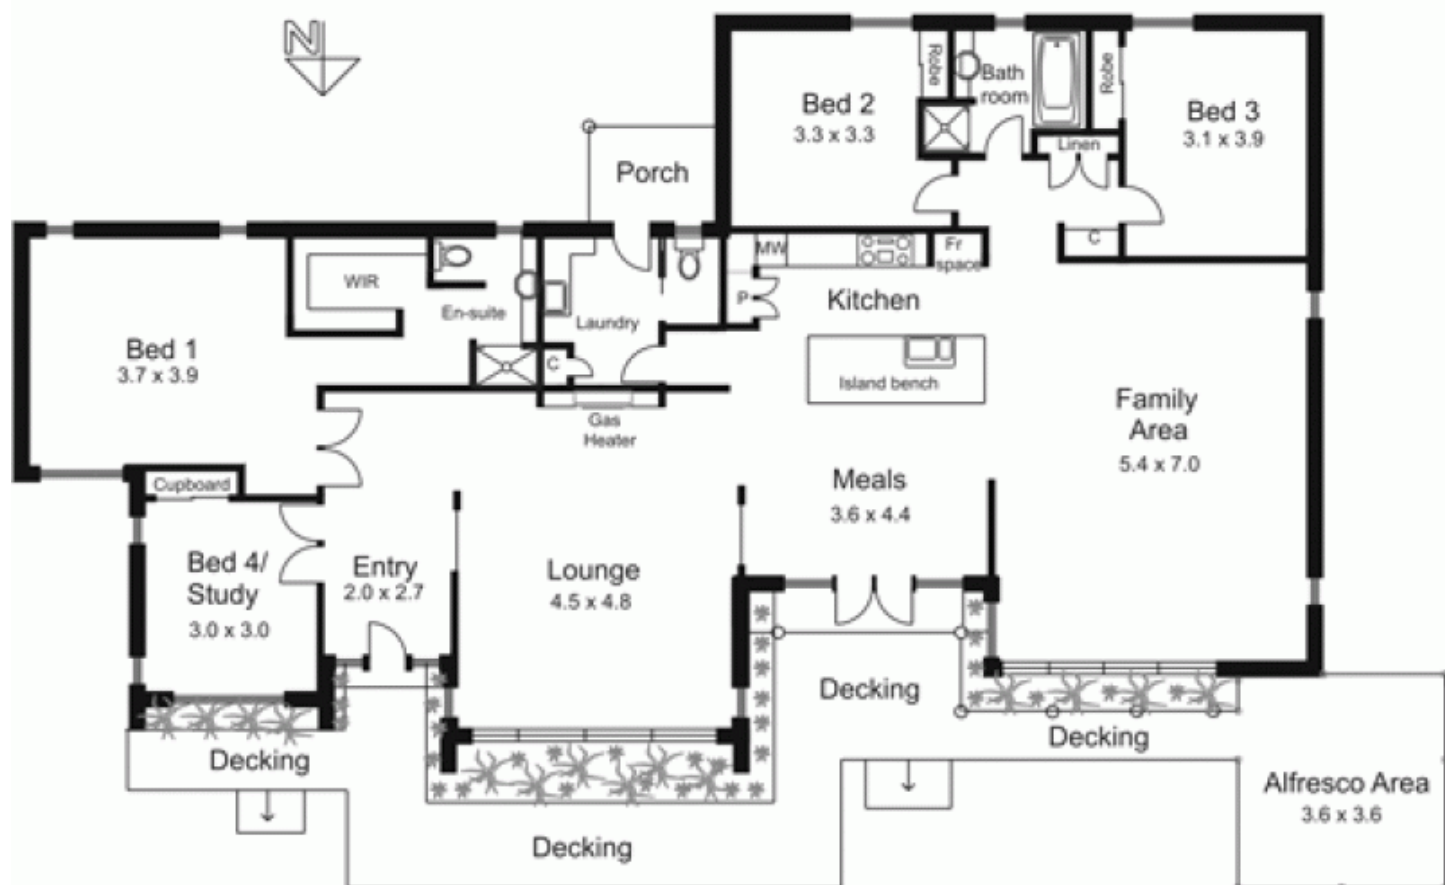 N
Bed 2
3.3 x 3.3
Robe
Bath
room
Robe
Bed 3
3.1 x 3.9
Linen
Porch
C
MW
Fr
space
WIR
En-suite
Laundry
P
Kitchen
Bed 1
3.7 x 3.9
C
Island bench
Gas
Heater
Family
Area
5.4 x 7.0
Cupboard
Meals
3.6 x 4.4
Bed 4/
Study
3.0 x 3.0
Entry
2.0 x 2.7
Lounge
4.5 x 4.8
Decking
Decking
Decking
Alfresco Area
3.6 x 3.6
Decking